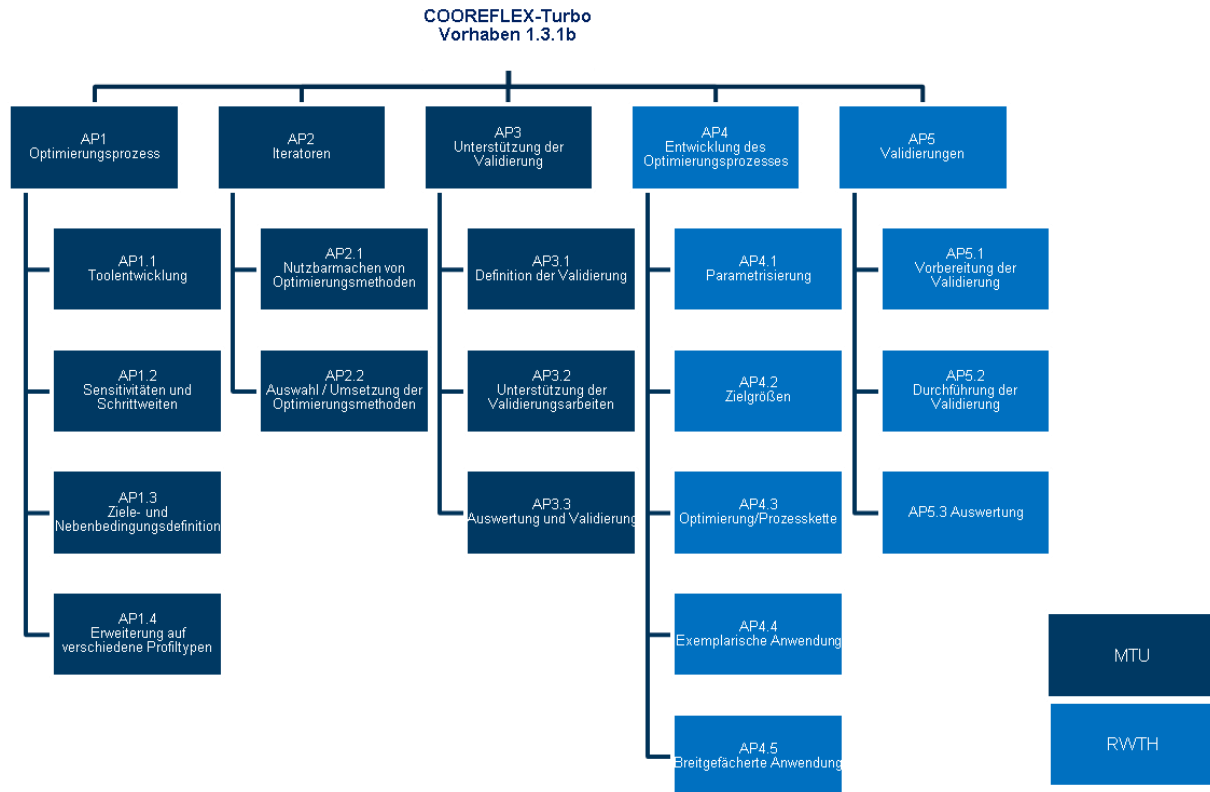 COOREFLEX-Turbo
Vorhaben 1.3.1b
AP1
Optimierungsprozess
AP2
Iteratoren
AP3
Unterstützung der
Validierung
AP4
Entwicklung des
Optimierungsprozesses
AP5
Validierungen
AP1.1
Toolentwicklung
AP2.1
Nutzbarmachen von
Optimierungsmethoden
AP3.1
Definition der Validierung
AP4.1
Parametrisierung
AP5.1
Vorbereitung der
Validierung
AP1.2
Sensitivitäten und
Schrittweiten
AP2.2
Auswahl / Umsetzung der
Optimierungsmethoden
AP3.2
Unterstützung der
Validierungsarbeiten
AP4.2
Zielgrößen
AP5.2
Durchführung der
Validierung
AP1.3
Ziele- und
Nebenbedingungsdefinition
AP3.3
Auswertung und Validierung
AP4.3
Optimierung/Prozesskette
AP5.3 Auswertung
AP1.4
Erweiterung auf
verschiedene Profiltypen
AP4.4
Exemplarische Anwendung
MTU
AP4.5
Breitgefächerte Anwendung
RWTH